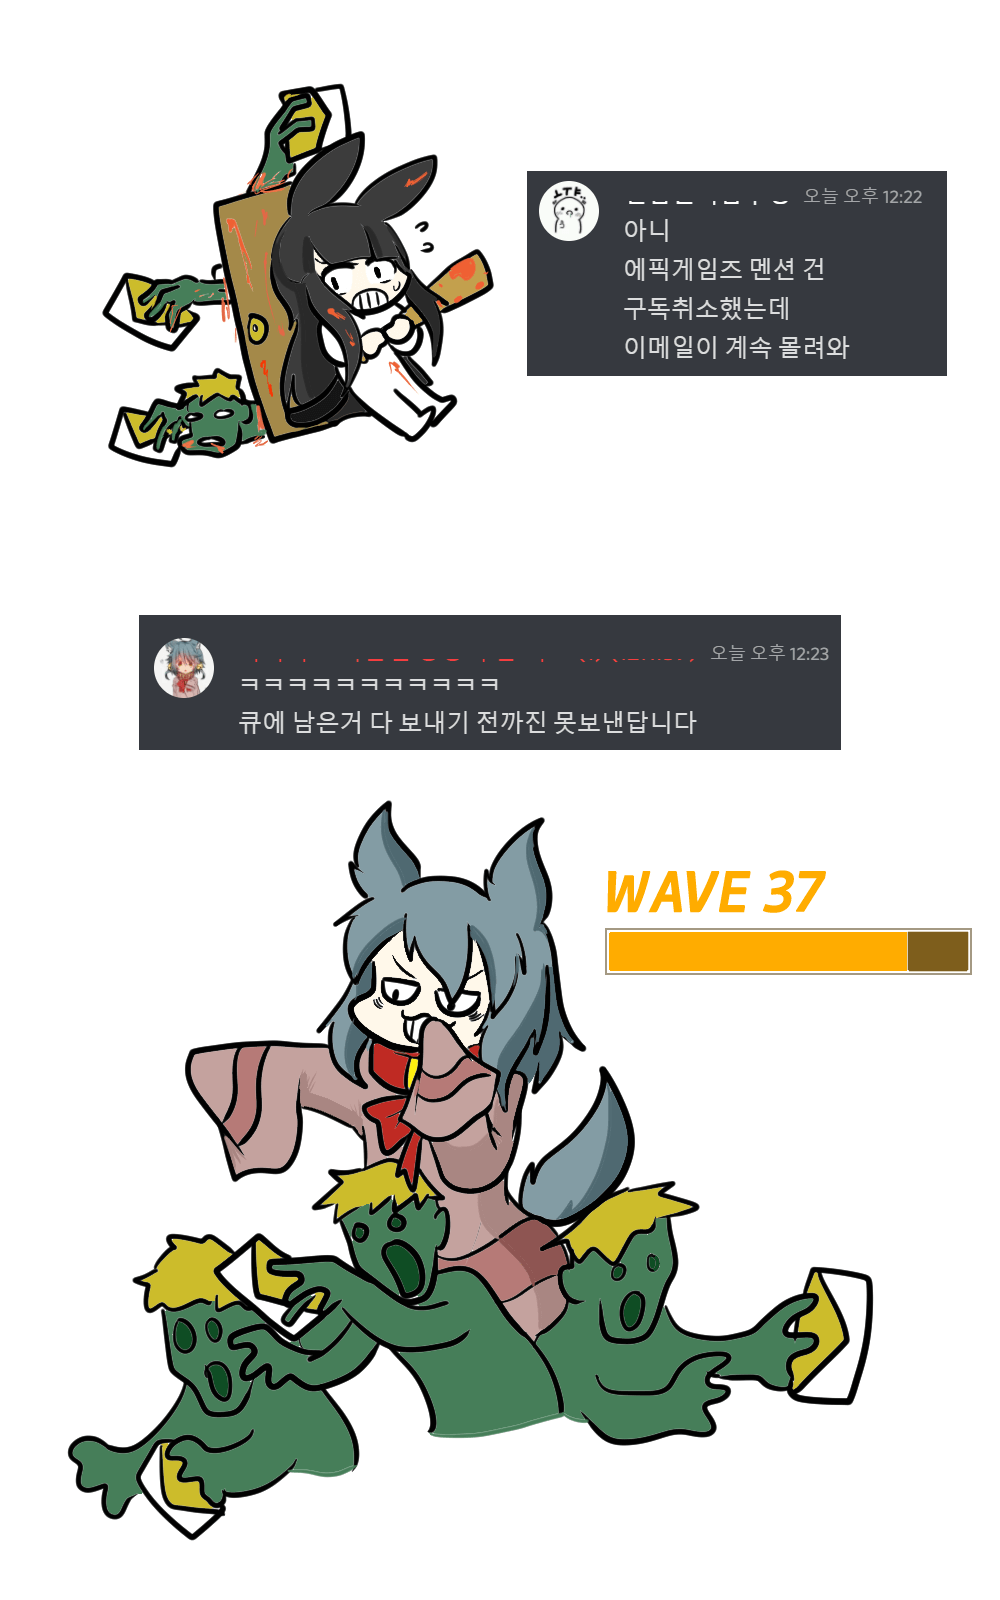 오늘 오후 12:22
아니
에픽게임즈 멘션 건
구독취소했는데
이메일이 계속 몰려와
오늘 오후 12:23
ㅋㅋㅋㅋㅋㅋㅋㅋㅋㅋㅋ
큐에 남은거 다 보내기 전까진 못보낸답니다
WAVE 37